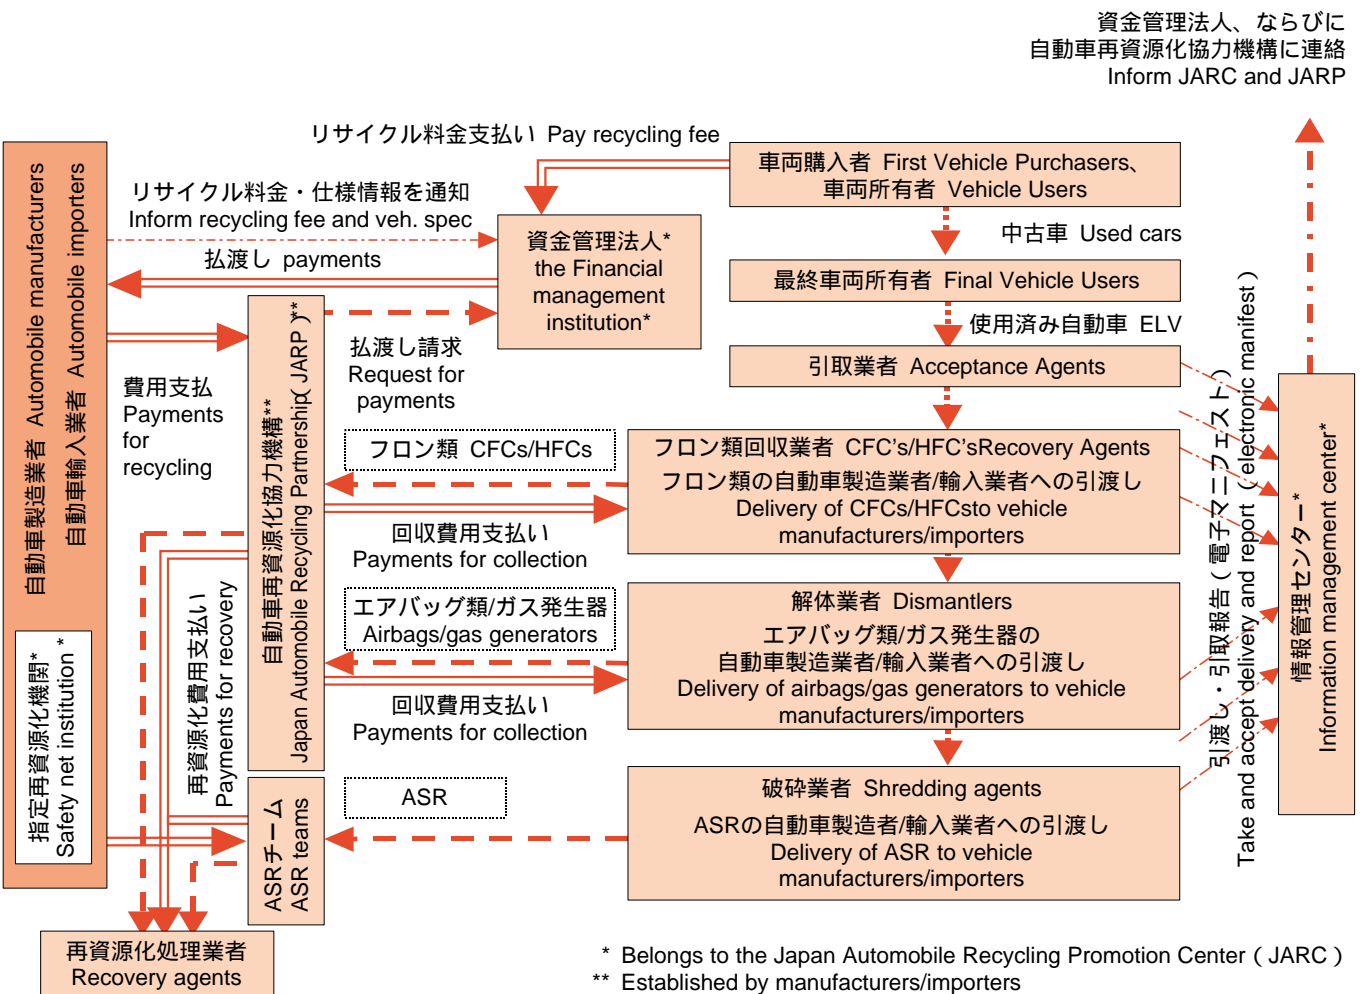 資金管理法人、ならびに
自動車再資源化協力機構に連絡
Inform JARC and JARP
リサイクル料金支払い Pay recycling fee
車両購入者 First Vehicle Purchasers、
車両所有者 Vehicle Users
リサイクル料金・仕様情報を通知
Inform recycling fee and veh. spec
払渡し payments
資金管理法人*
the Financial
management
institution*
中古車 Used cars
最終車両所有者 Final Vehicle Users
使用済み自動車 ELV
引取業者 Acceptance Agents
自動車製造業者 Automobile manufacturers
自動車輸入業者 Automobile importers
費用支払
Payments
for
recycling
払渡し請求
Request for
payments
自動車再資源化協力機構**
Japan Automobile Recycling Partnership( JARP )**
フロン類 CFCs/HFCs
フロン類回収業者 CFC's/HFC'sRecovery Agents
フロン類の自動車製造業者/輸入業者への引渡し
Delivery of CFCs/HFCsto vehicle
manufacturers/importers
回収費用支払い
Payments for collection
エアバッグ類/ガス発生器
Airbags/gas generators
解体業者 Dismantlers
エアバッグ類/ガス発生器の
自動車製造業者/輸入業者への引渡し
Delivery of airbags/gas generators to vehicle
manufacturers/importers
回収費用支払い
Payments for collection
引渡し・引取報告 ( 電子マニフェスト)
Take and accept delivery and report ( electronic manifest )
情報管理センター*
Information management center*
指定再資源化機関*
Safety net institution *
再資源化費用支払い
Payments for recovery
ASRチーム
ASR teams
ASR
破砕業者 Shredding agents
ASRの自動車製造者/輸入業者への引渡し
Delivery of ASR to vehicle
manufacturers/importers
再資源化処理業者
Recovery agents
* Belongs to the Japan Automobile Recycling Promotion Center ( JARC )
** Established by manufacturers/importers